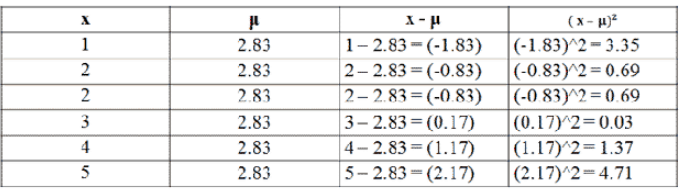 x μ x - μ ( x - μ)²
1 2.83 1 – 2.83 = (-1.83) (-1.83)^2 = 3.35
2 2.83 2 – 2.83 = (-0.83) (-0.83)^2 = 0.69
2 2.83 2 – 2.83 = (-0.83) (-0.83)^2 = 0.69
3 2.83 3 – 2.83 = (0.17) (0.17)^2 = 0.03
4 2.83 4 – 2.83 = (1.17) (1.17)^2 = 1.37
5 2.83 5 – 2.83 = (2.17) (2.17)^2 = 4.71